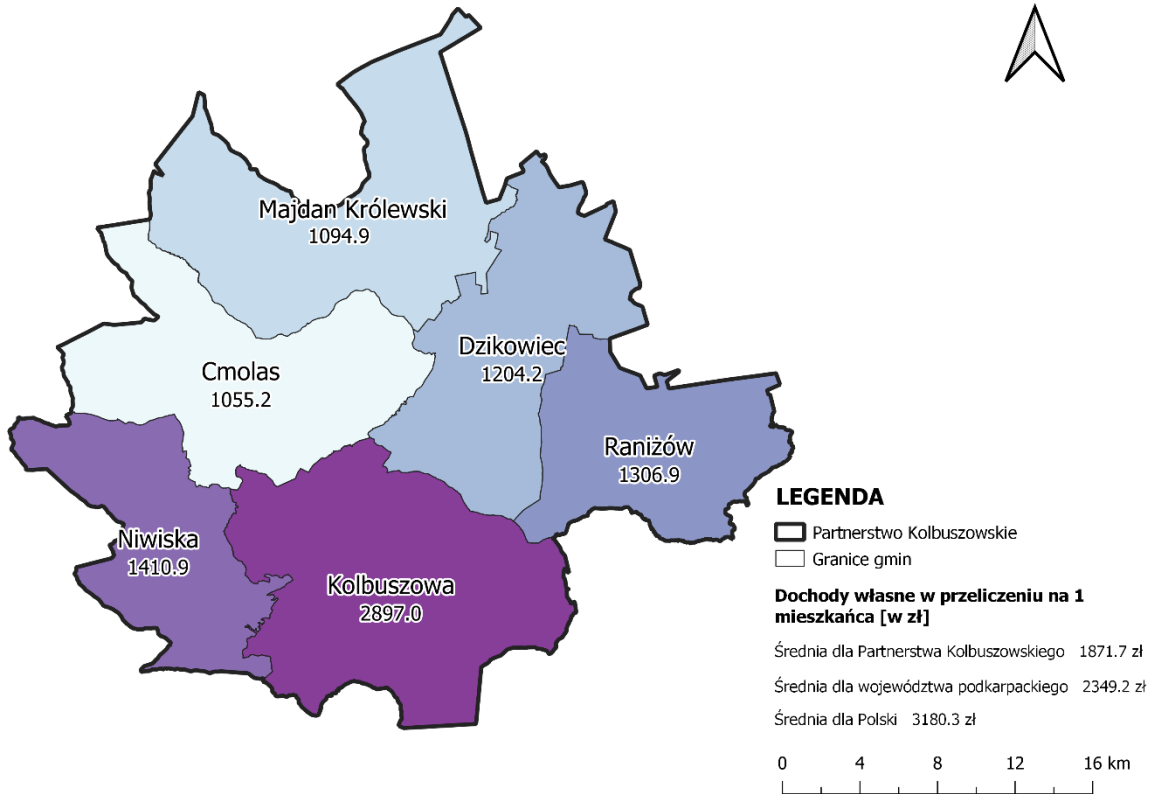 Majdan Królewski
1094.9
Dzikowiec
1204.2
Cmolas
1055.2
Raniżów
1306.9
Niwiska
1410.9
Kolbuszowa
2897.0
LEGENDA
Partnerstwo Kolbuszowskie
Granice gmin
Dochody własne w przeliczeniu na 1
mieszkańca [w zł]
Średnia dla Partnerstwa Kolbuszowskiego 1871.7 zł
Średnia dla województwa podkarpackiego 2349.2 zł
Średnia dla Polski 3180.3 zł
0 4 8 12 16 km